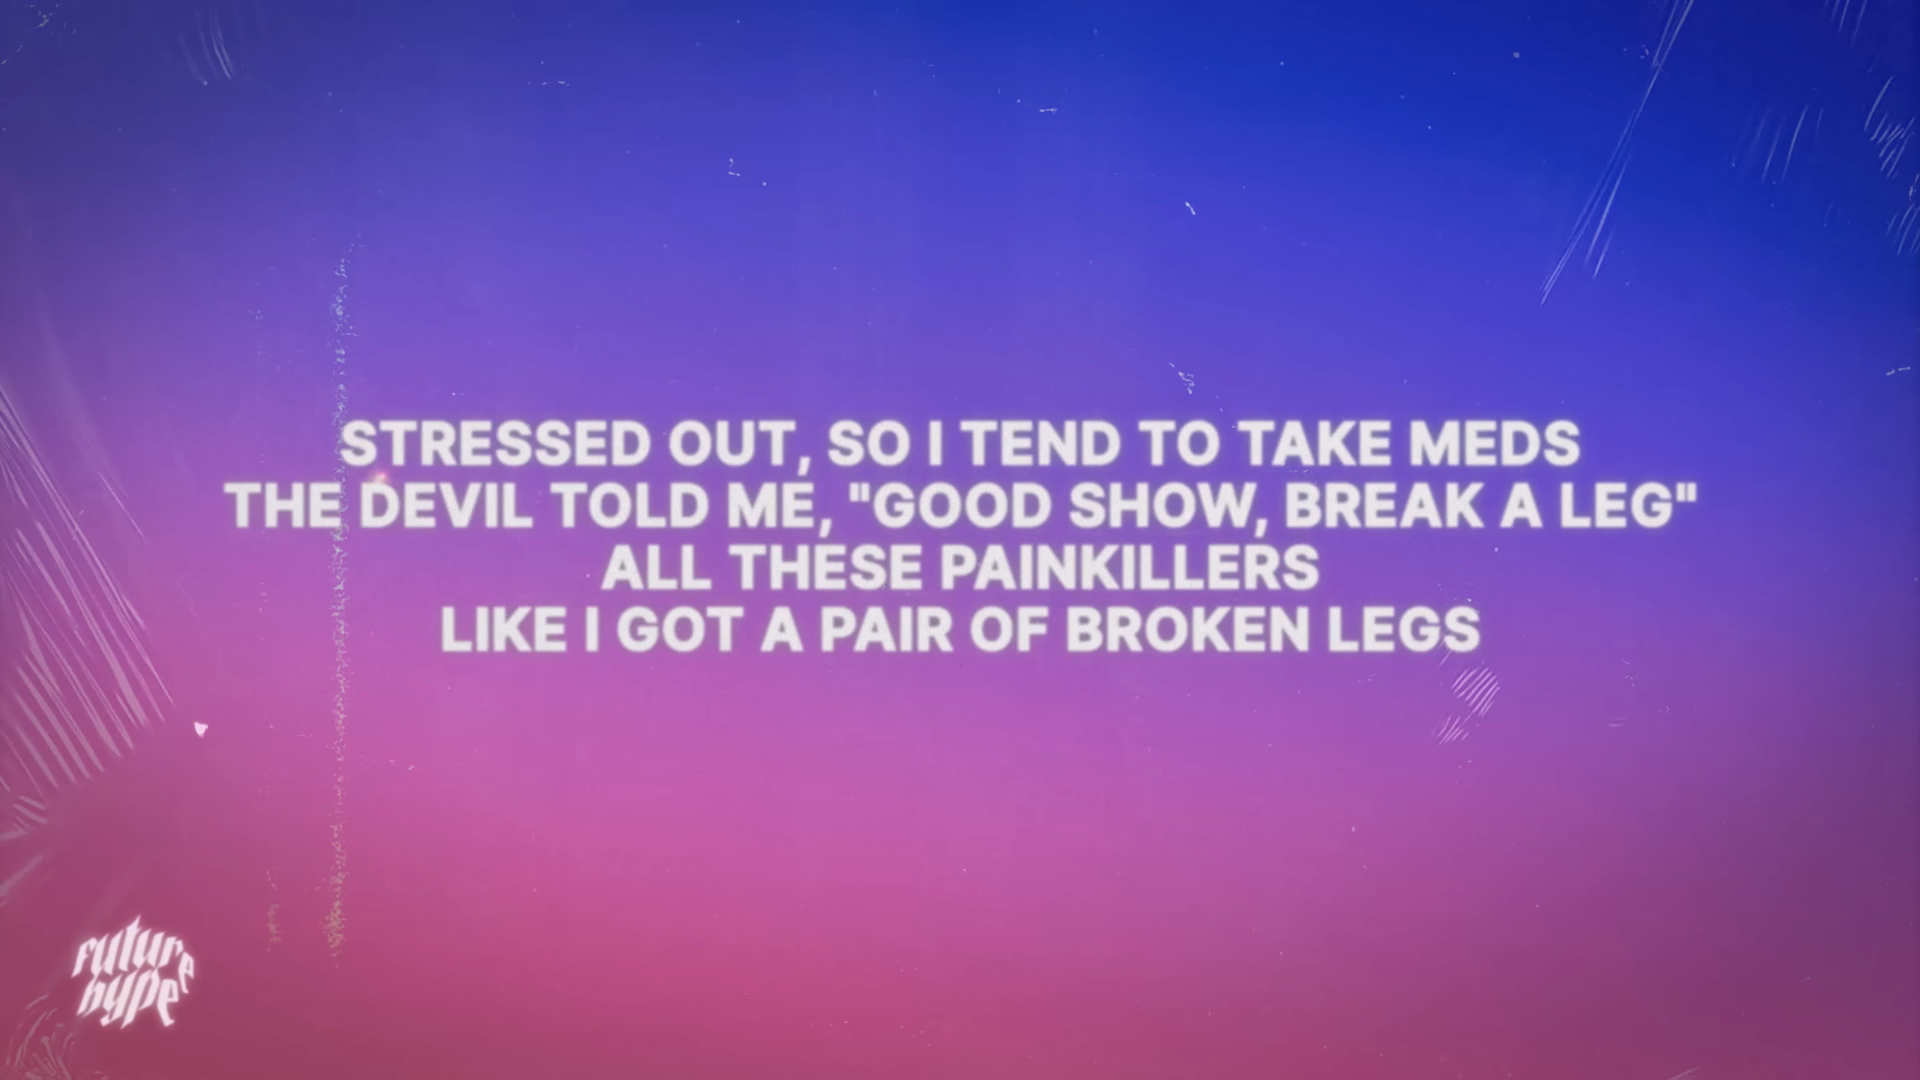 STRESSED OUT, SO I TEND TO TAKE MEDS
THE DEVIL TOLD ME, "GOOD SHOW, BREAK A LEG"
ALL THESE PAINKILLERS
LIKE I GOT A PAIR OF BROKEN LEGS
future
hype